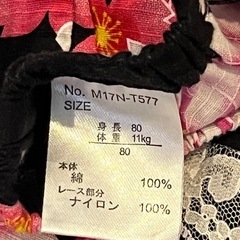 No. M17N-T577
SIZE
身長 80
体重 11kg
80
本体
綿 100%
レース部分
ナイロン 100%